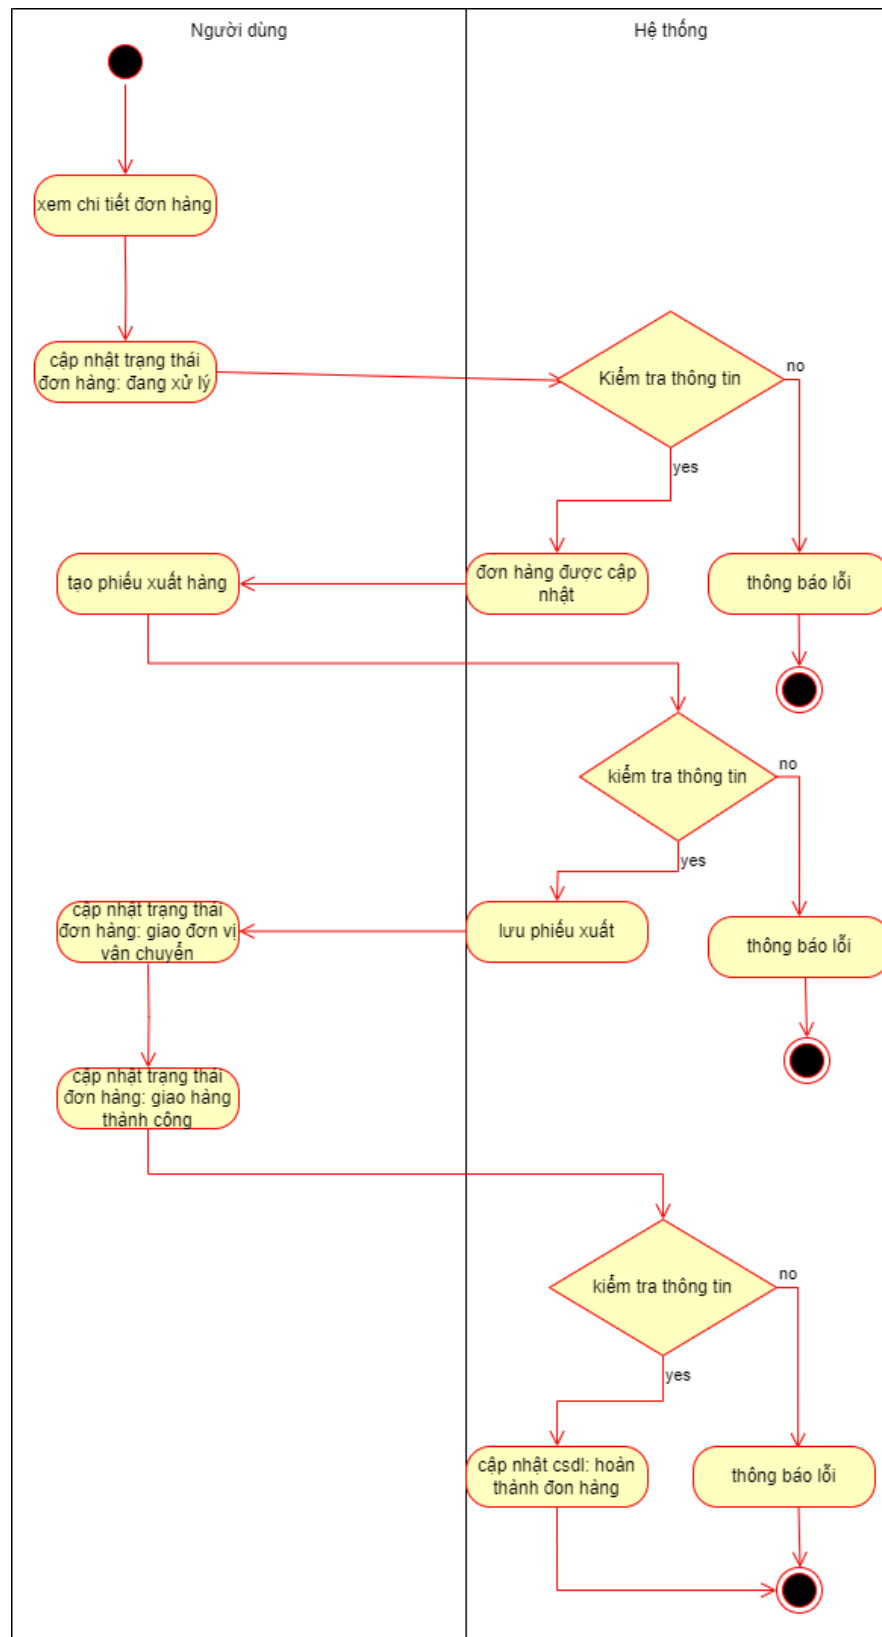 Người dùng
Hệ thống
xem chi tiết đơn hàng
cập nhật trạng thái
đơn hàng: đang xử lý
Kiểm tra thông tin
no
yes
tạo phiếu xuất hàng
đơn hàng được cập
nhật
thông báo lỗi
kiểm tra thông tin
no
yes
cập nhật trạng thái
đơn hàng: giao đơn vị
vận chuyển
lưu phiếu xuất
thông báo lỗi
cập nhật trạng thái
đơn hàng: giao hàng
thành công
kiểm tra thông tin
no
yes
cập nhật csdl: hoàn
thành đon hàng
thông báo lỗi